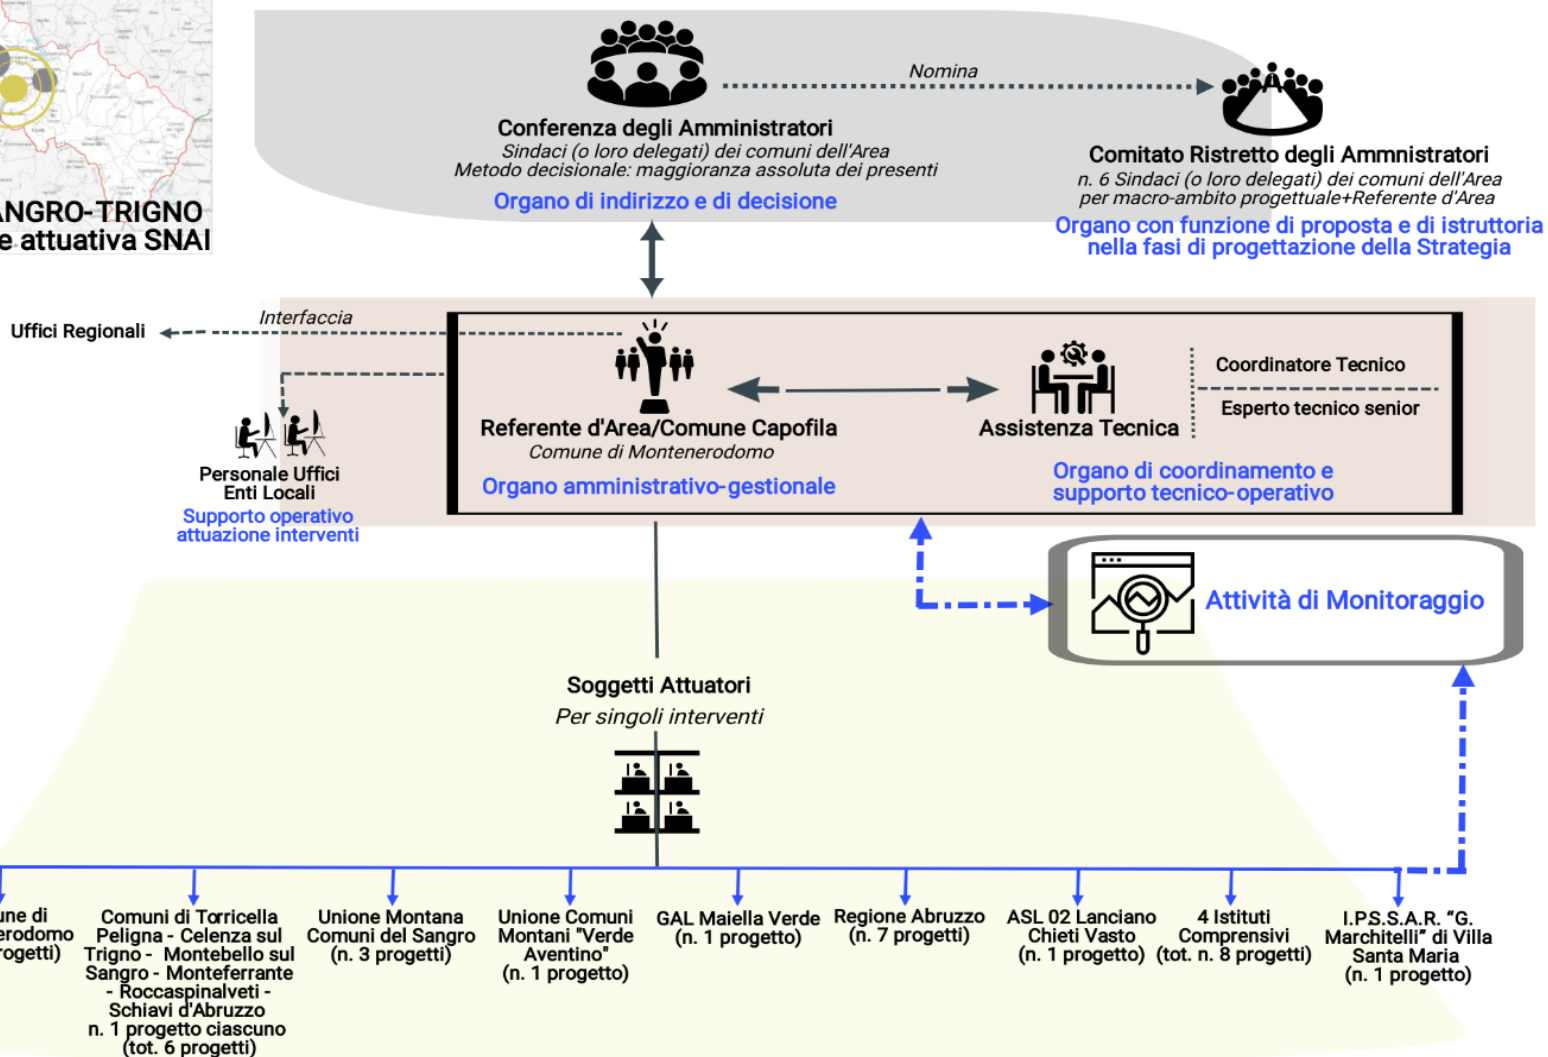 ANGRO-TRIGNO
e attuativa SNAI
Nomina
Conferenza degli Amministratori
Sindaci (o loro delegati) dei comuni dell'Area
Metodo decisionale: maggioranza assoluta dei presenti
Organo di indirizzo e di decisione
Comitato Ristretto degli Ammnistratori
n. 6 Sindaci (o loro delegati) dei comuni dell'Area
per macro-ambito progettuale+Referente d'Area
Organo con funzione di proposta e di istruttoria
nella fasi di progettazione della Strategia
Uffici Regionali
Interfaccia
Referente d'Area/Comune Capofila
Comune di Montenerodomo
Organo amministrativo-gestionale
Assistenza Tecnica
Coordinatore Tecnico
Esperto tecnico senior
Organo di coordinamento e
supporto tecnico-operativo
Personale Uffici
Enti Locali
Supporto operativo
attuazione interventi
Attività di Monitoraggio
Soggetti Attuatori
Per singoli interventi
une di
erodomo
rogetti)
Comuni di Torricella
Peligna - Celenza sul
Trigno - Montebello sul
Sangro - Monteferrante
- Roccaspinalveti -
Schiavi d'Abruzzo
n. 1 progetto ciascuno
(tot. 6 progetti)
Unione Montana
Comuni del Sangro
(n. 3 progetti)
Unione Comuni
Montani "Verde
Aventino"
(n. 1 progetto)
GAL Maiella Verde
(n. 1 progetto)
Regione Abruzzo
(n. 7 progetti)
ASL 02 Lanciano
Chieti Vasto
(n. 1 progetto)
4 Istituti
Comprensivi
(tot. n. 8 progetti)
I.P.S.S.A.R. “G.
Marchitelli” di Villa
Santa Maria
(n. 1 progetto)